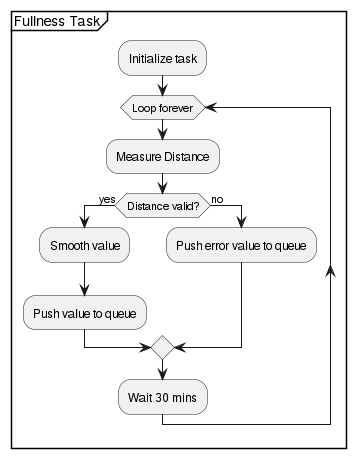 Fullness Task
Initialize task
Loop forever
Measure Distance
yes
Distance valid?
no
Smooth value
Push error value to queue
Push value to queue
Wait 30 mins